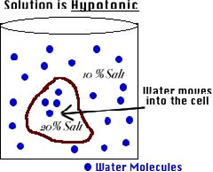 Solution is Hypotonic
10 % Salt
Water moves
into the cell
20% Salt
Water Molecules